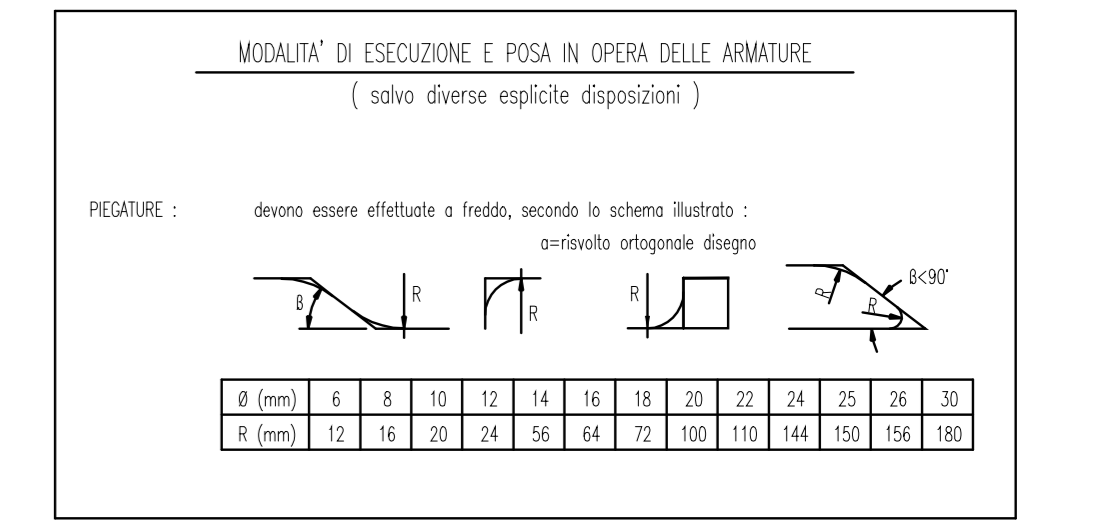 MODALITA' DI ESECUZIONE E POSA IN OPERA DELLE ARMATURE
( salvo diverse esplicite disposizioni )
PIEGATURE : devono essere effettuate a freddo, secondo lo schema illustrato :
a=risvolto ortogonale disegno
ß R R R R R ß<90°
Ø (mm) 6 8 10 12 14 16 18 20 22 24 25 26 30
R (mm) 12 16 20 24 56 64 72 100 110 144 150 156 180